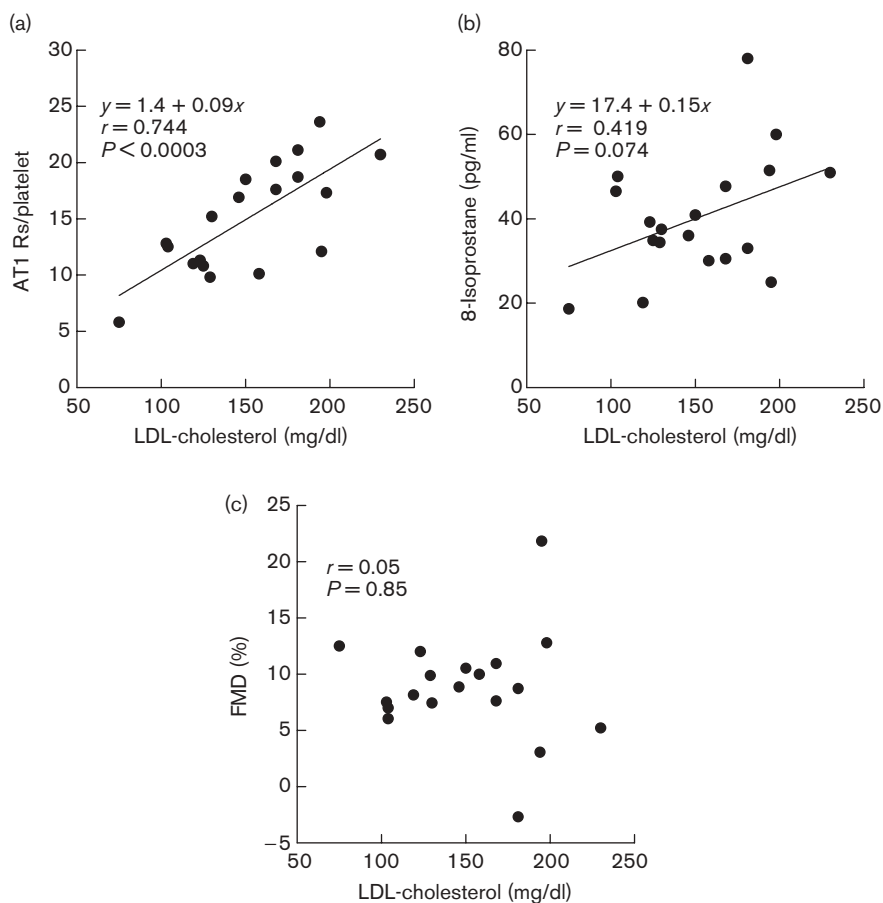 (a)
30
25
20
15
10
5
0
AT1 Rs/platelet
y = 1.4 + 0.09x
r = 0.744
P < 0.0003
50 100 150 200 250
LDL-cholesterol (mg/dl)
(b)
80
60
40
20
0
8-Isoprostane (pg/ml)
y = 17.4 + 0.15x
r = 0.419
P = 0.074
50 100 150 200 250
LDL-cholesterol (mg/dl)
(c)
25
20
15
10
5
0
−5
FMD (%)
r = 0.05
P = 0.85
50 100 150 200 250
LDL-cholesterol (mg/dl)